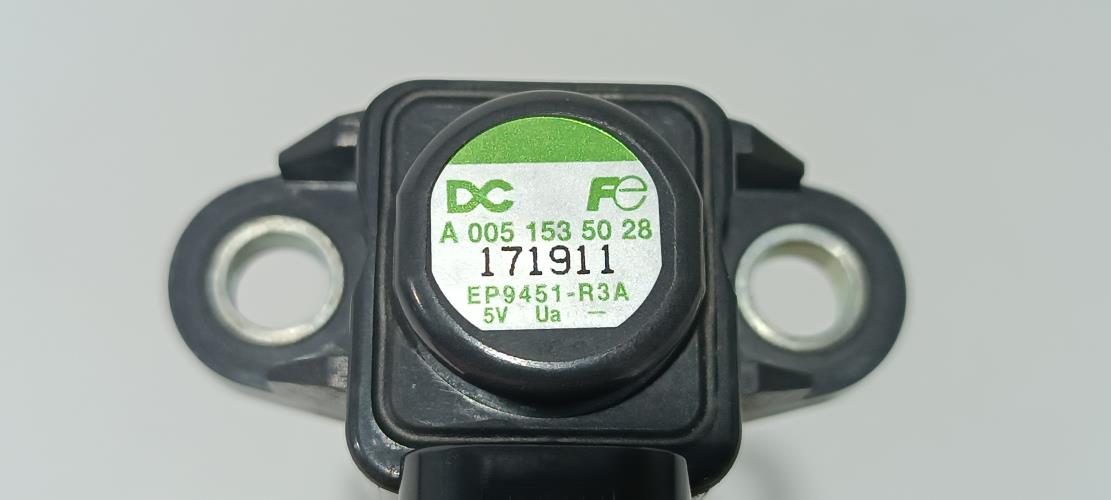 DC Fe
A 005 153 50 28
171911
EP9451-R3A
5V Ua —